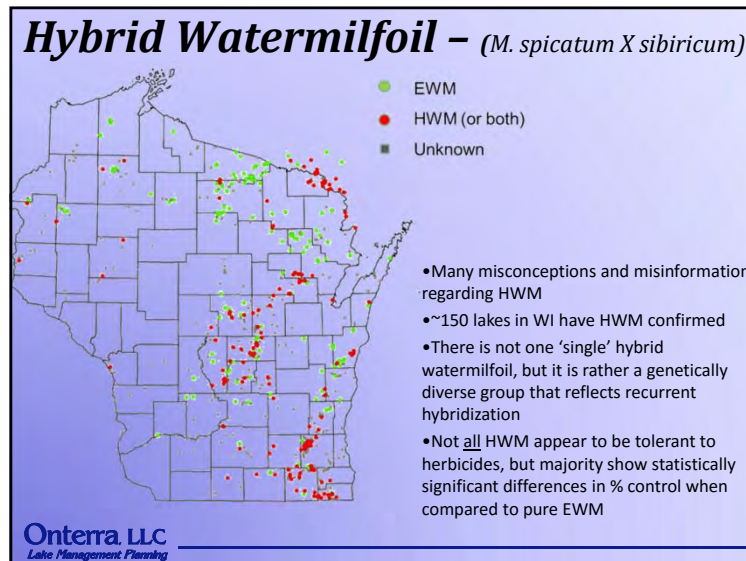 Hybrid Watermilfoil – (M. spicatum X sibiricum)
EWM
HWM (or both)
Unknown
•Many misconceptions and misinformation
regarding HWM
•~150 lakes in WI have HWM confirmed
•There is not one ‘single’ hybrid
watermilfoil, but it is rather a genetically
diverse group that reflects recurrent
hybridization
•Not all HWM appear to be tolerant to
herbicides, but majority show statistically
significant differences in % control when
compared to pure EWM
Onterra, LLC
Lake Management Planning